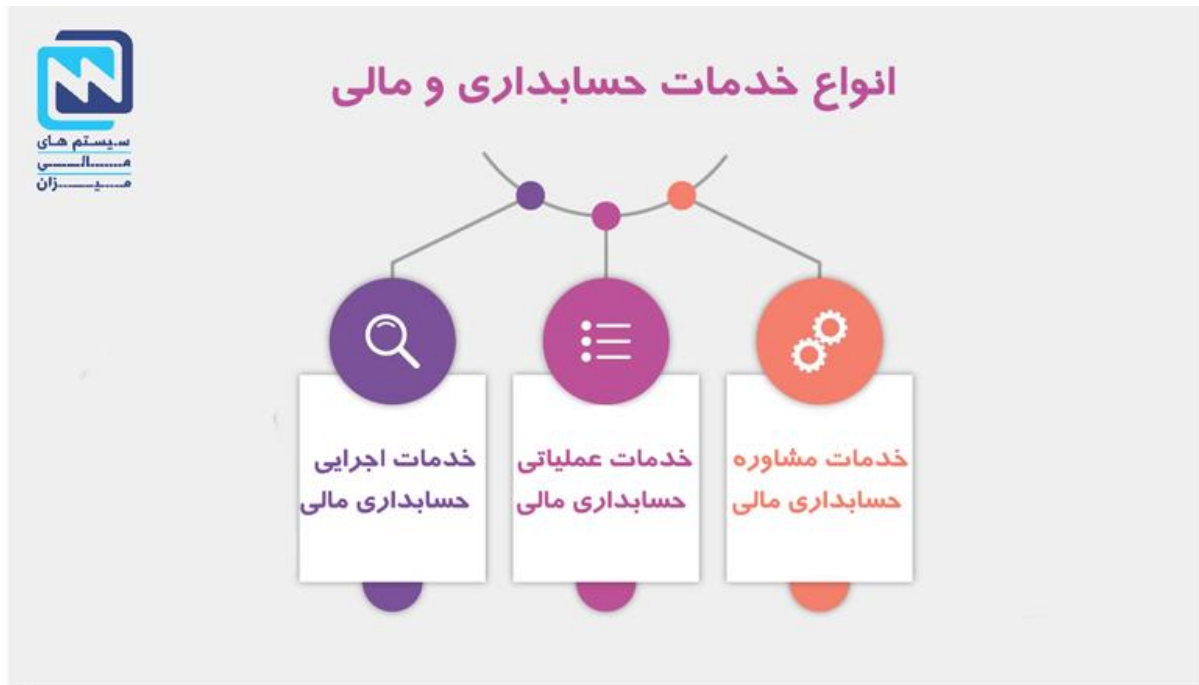 انواع خدمات حسابداری و مالی
سیستم های
مالی
میزان
خدمات مشاوره
حسابداری مالی
خدمات عملیاتی
حسابداری مالی
خدمات اجرایی
حسابداری مالی